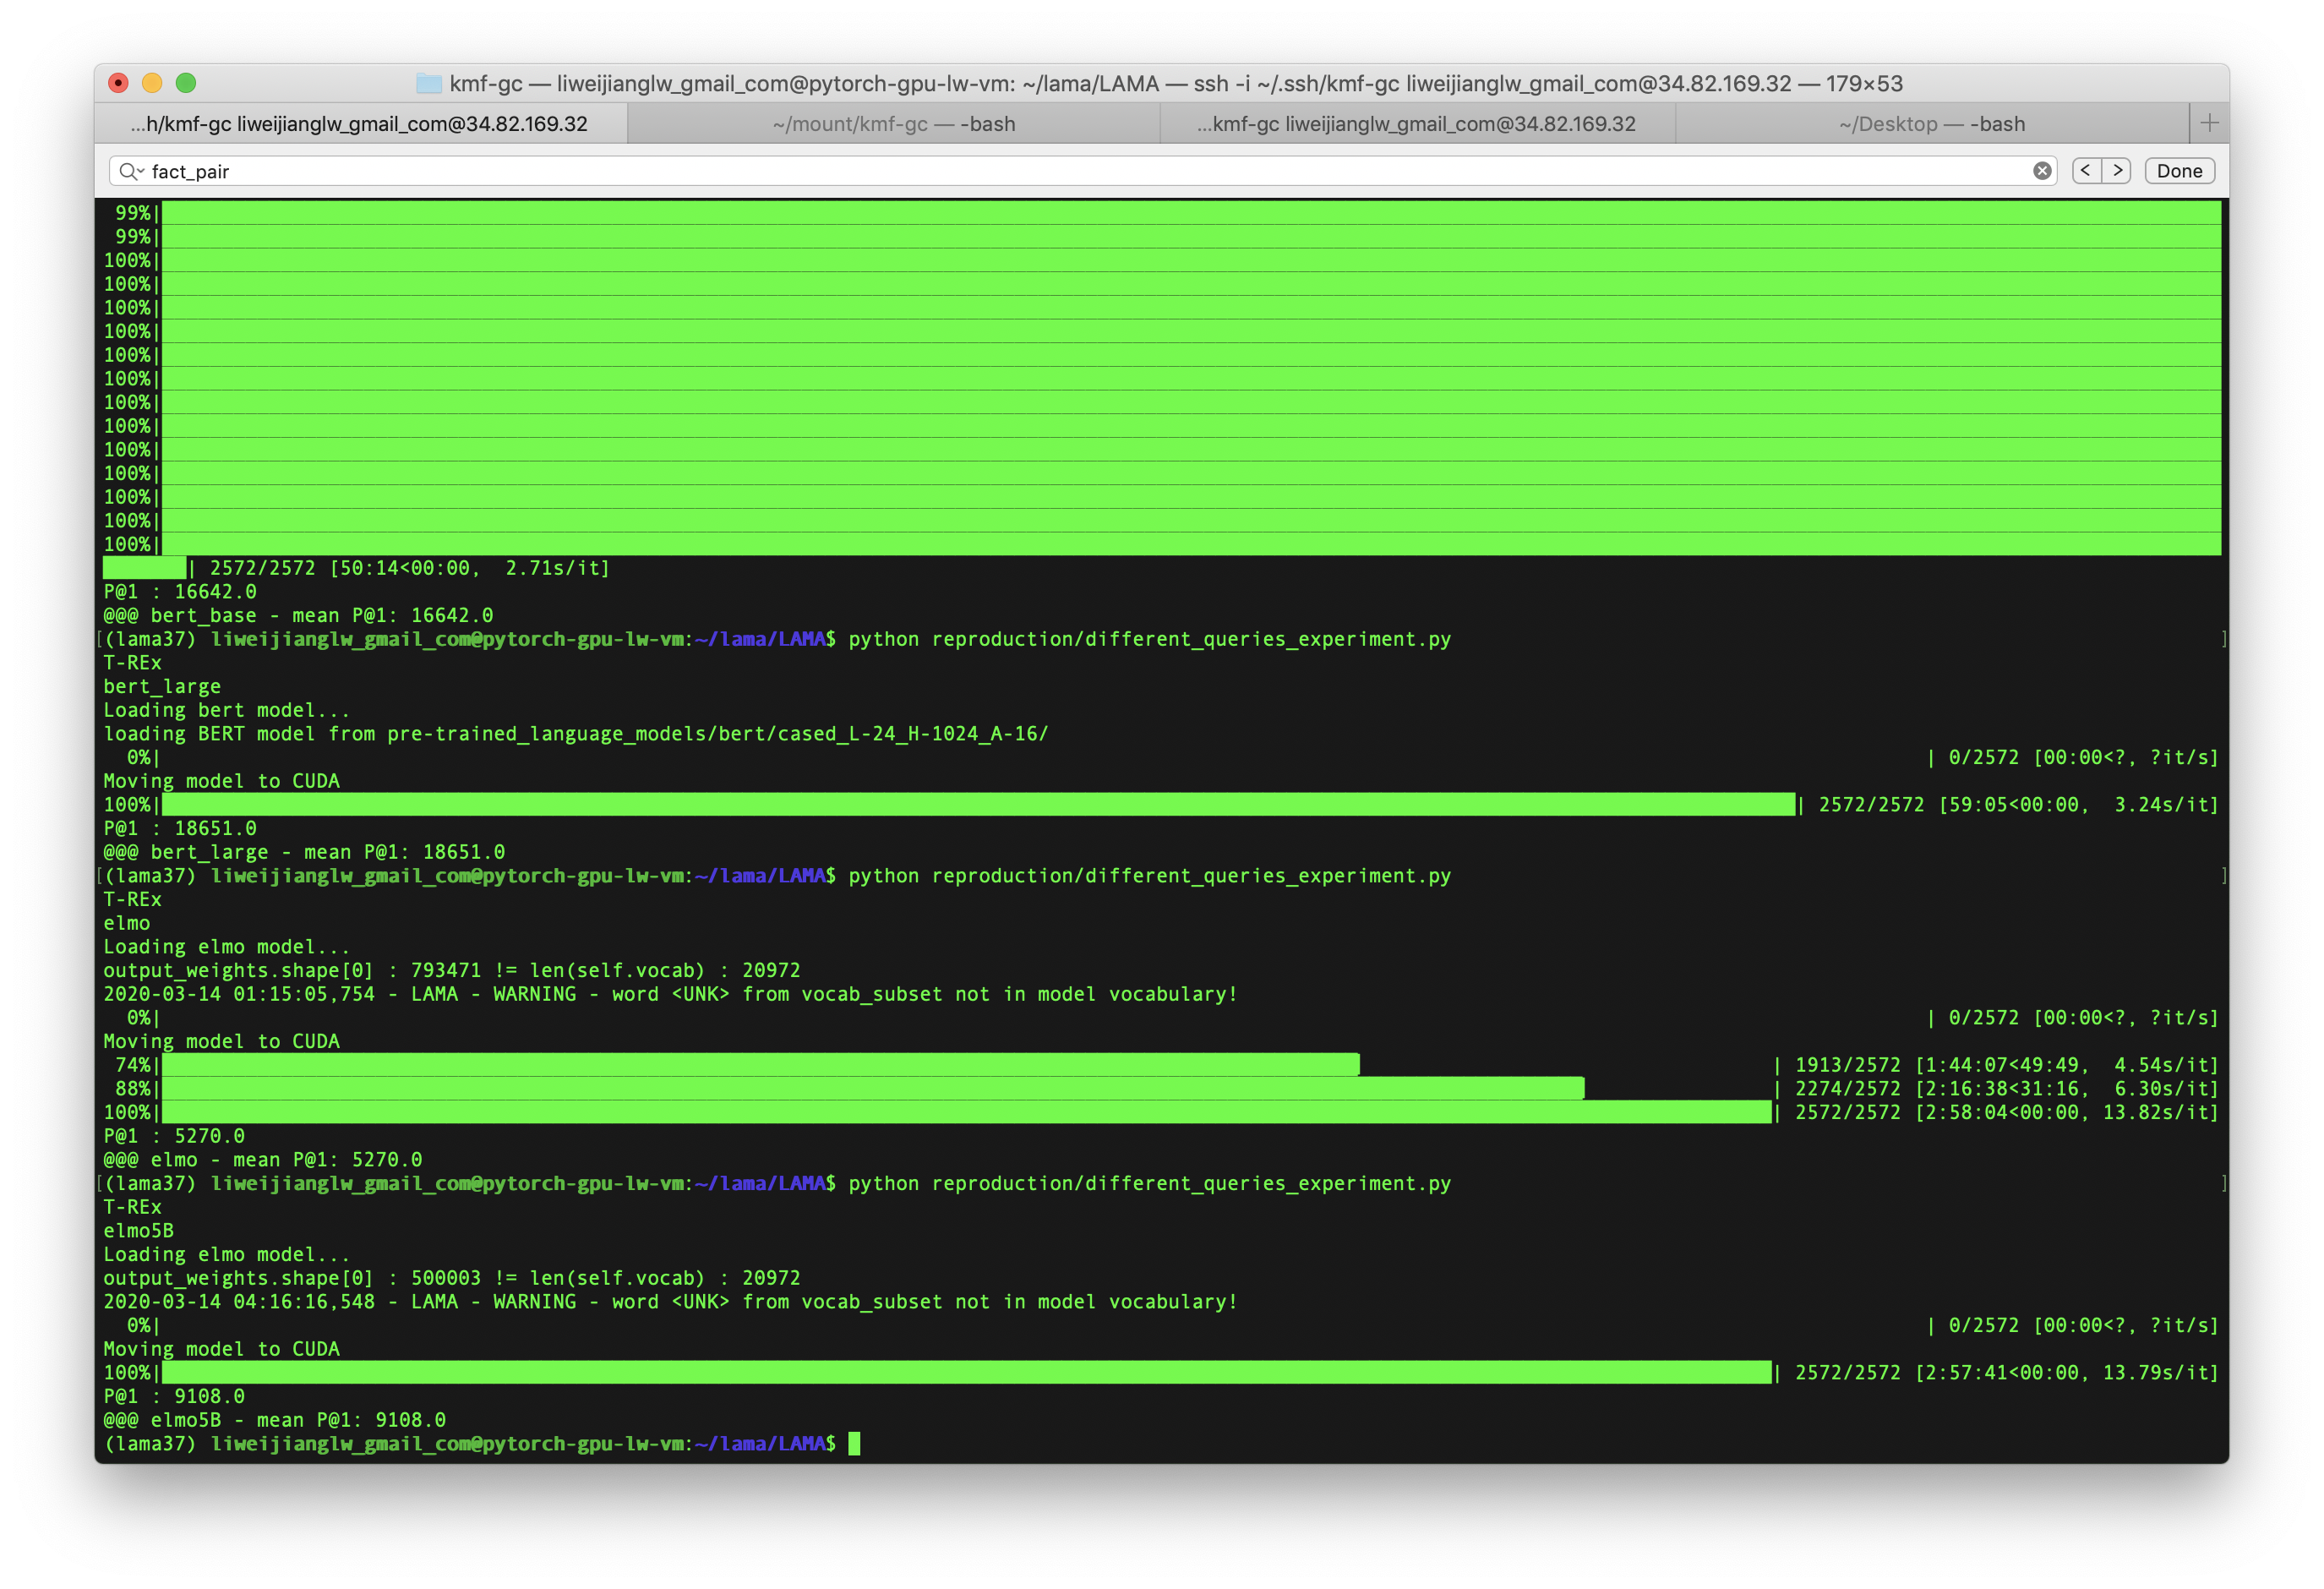 kmf-gc — liweijianglw_gmail_com@pytorch-gpu-lw-vm: ~/lama/LAMA — ssh -i ~/.ssh/kmf-gc liweijianglw_gmail_com@34.82.169.32 — 179×53
...h/kmf-gc liweijianglw_gmail_com@34.82.169.32 ~/mount/kmf-gc — -bash ...kmf-gc liweijianglw_gmail_com@34.82.169.32 ~/Desktop — -bash +
fact_pair < > Done
99%|
99%|
100%|
100%|
100%|
100%|
100%|
100%|
100%|
100%|
100%|
100%|
100%|
100%|
100%|
| 2572/2572 [50:14<00:00, 2.71s/it]
P@1 : 16642.0
@@@ bert_base - mean P@1: 16642.0
[(lama37) liweijianglw_gmail_com@pytorch-gpu-lw-vm:~/lama/LAMA$ python reproduction/different_queries_experiment.py ]
T-REx
bert_large
Loading bert model...
loading BERT model from pre-trained_language_models/bert/cased_L-24_H-1024_A-16/
0%| | 0/2572 [00:00<?, ?it/s]
Moving model to CUDA
100%| | 2572/2572 [59:05<00:00, 3.24s/it]
P@1 : 18651.0
@@@ bert_large - mean P@1: 18651.0
[(lama37) liweijianglw_gmail_com@pytorch-gpu-lw-vm:~/lama/LAMA$ python reproduction/different_queries_experiment.py ]
T-REx
elmo
Loading elmo model...
output_weights.shape[0] : 793471 != len(self.vocab) : 20972
2020-03-14 01:15:05,754 - LAMA - WARNING - word <UNK> from vocab_subset not in model vocabulary!
0%| | 0/2572 [00:00<?, ?it/s]
Moving model to CUDA
74%| | 1913/2572 [1:44:07<49:49, 4.54s/it]
88%| | 2274/2572 [2:16:38<31:16, 6.30s/it]
100%| | 2572/2572 [2:58:04<00:00, 13.82s/it]
P@1 : 5270.0
@@@ elmo - mean P@1: 5270.0
[(lama37) liweijianglw_gmail_com@pytorch-gpu-lw-vm:~/lama/LAMA$ python reproduction/different_queries_experiment.py ]
T-REx
elmo5B
Loading elmo model...
output_weights.shape[0] : 500003 != len(self.vocab) : 20972
2020-03-14 04:16:16,548 - LAMA - WARNING - word <UNK> from vocab_subset not in model vocabulary!
0%| | 0/2572 [00:00<?, ?it/s]
Moving model to CUDA
100%| | 2572/2572 [2:57:41<00:00, 13.79s/it]
P@1 : 9108.0
@@@ elmo5B - mean P@1: 9108.0
(lama37) liweijianglw_gmail_com@pytorch-gpu-lw-vm:~/lama/LAMA$